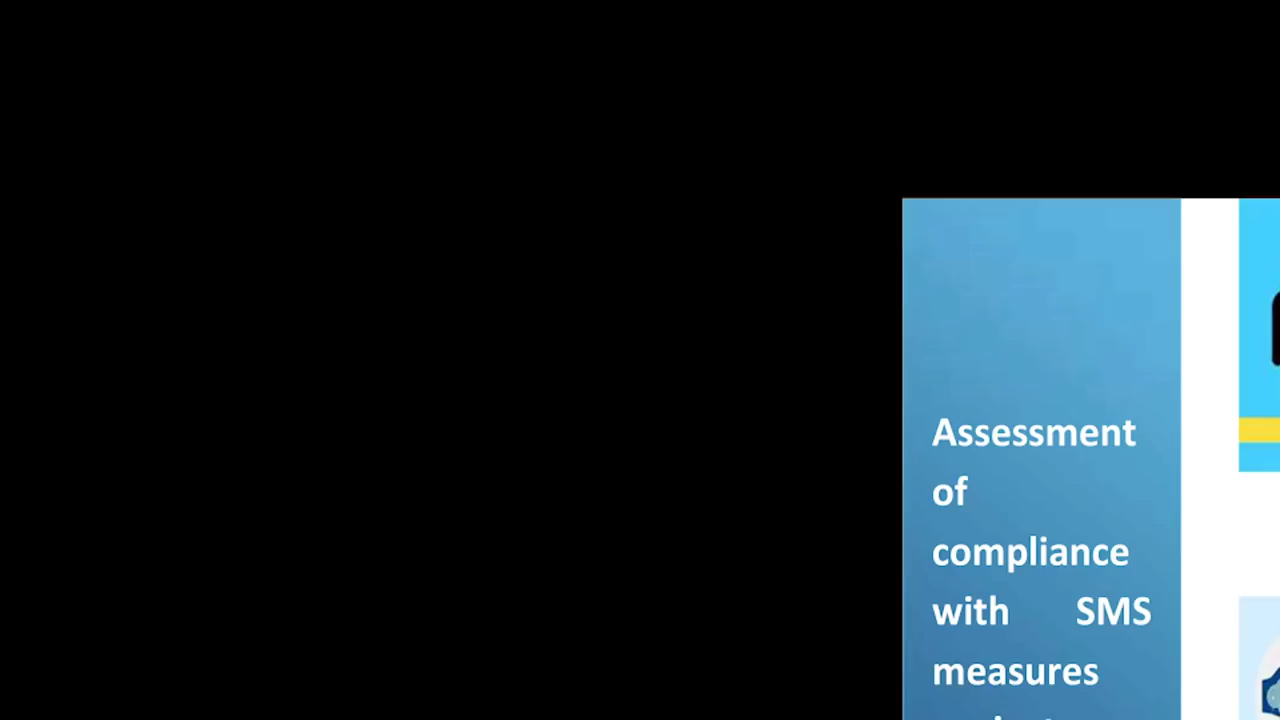 Assessment
of
compliance
with SMS
measures